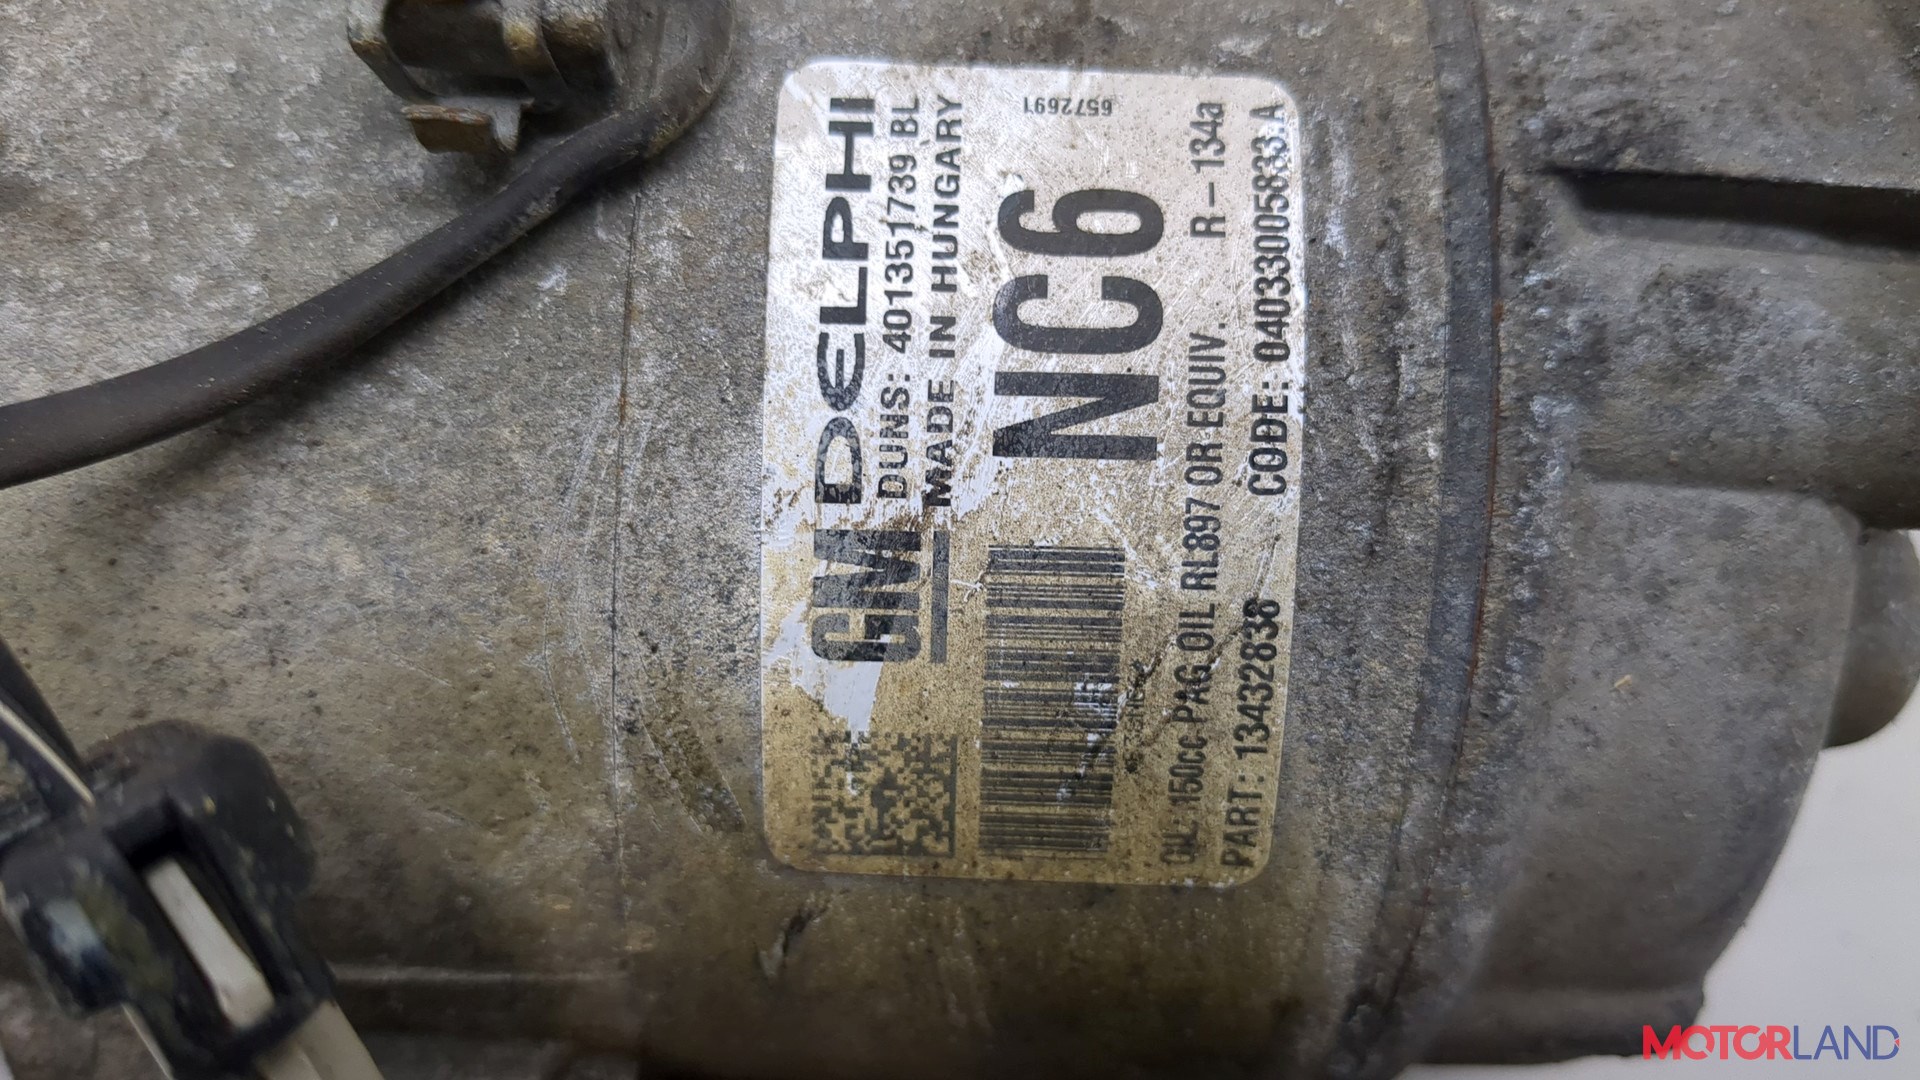 GM DELPHI
DUNS: 401351739 BL
MADE IN HUNGARY
NC6
6572691
OIL: 150cc PAG OIL RL897 OR EQUIV. R-134a
PART: 13432838 CODE: 04033005833.A
MOTORLAND